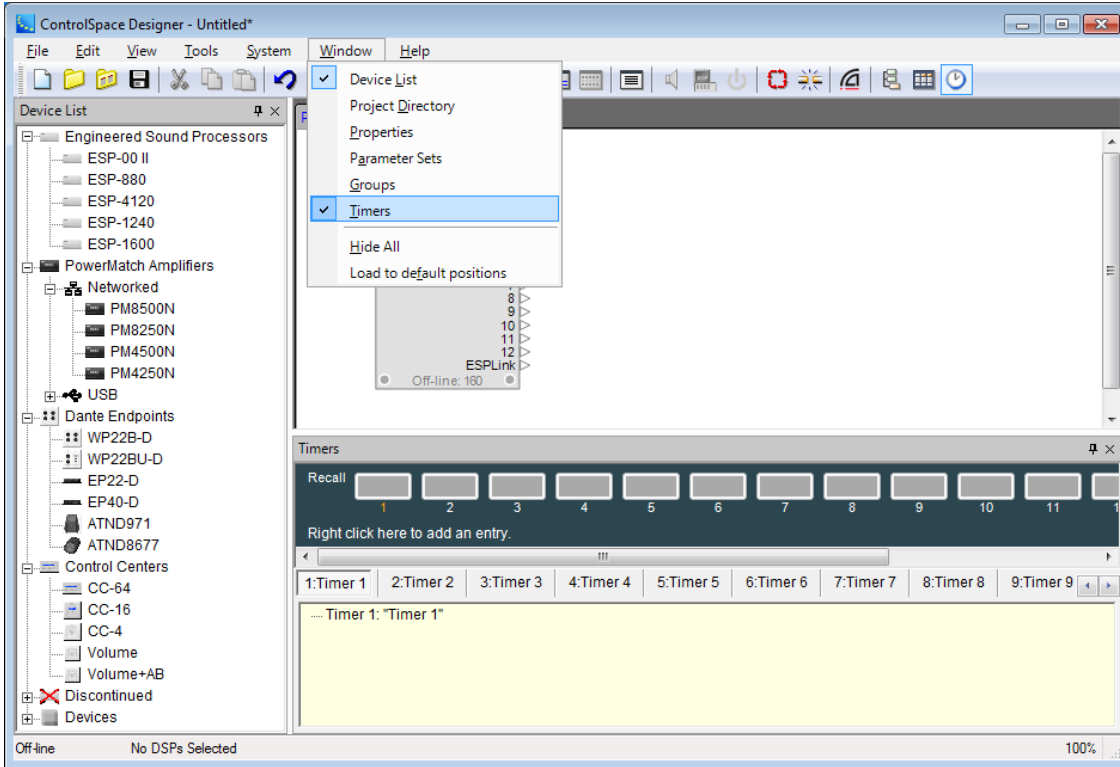 ControlSpace Designer - Untitled*
File Edit View Tools System Window Help
Device List
Engineered Sound Processors
ESP-00 II
ESP-880
ESP-4120
ESP-1240
ESP-1600
PowerMatch Amplifiers
Networked
PM8500N
PM8250N
PM4500N
PM4250N
USB
Dante Endpoints
WP22B-D
WP22BU-D
EP22-D
EP40-D
ATND971
ATND8677
Control Centers
CC-64
CC-16
CC-4
Volume
Volume+AB
Discontinued
Devices
Device List
Project Directory
Properties
Parameter Sets
Groups
Timers
Hide All
Load to default positions
8
9
10
11
12
ESPLink
Off-line: 160
Timers
Recall
1 2 3 4 5 6 7 8 9 10 11
Right click here to add an entry.
1:Timer 1 2:Timer 2 3:Timer 3 4:Timer 4 5:Timer 5 6:Timer 6 7:Timer 7 8:Timer 8 9:Timer 9
Timer 1: "Timer 1"
Off-line No DSPs Selected 100%